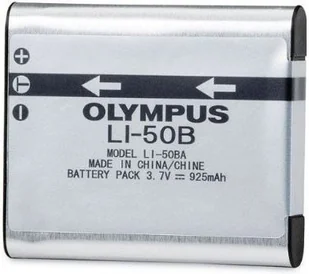 OLYMPUS
LI-50B
MODEL LI-50BA
MADE IN CHINA/CHINE
BATTERY PACK 3.7V⎓925mAh